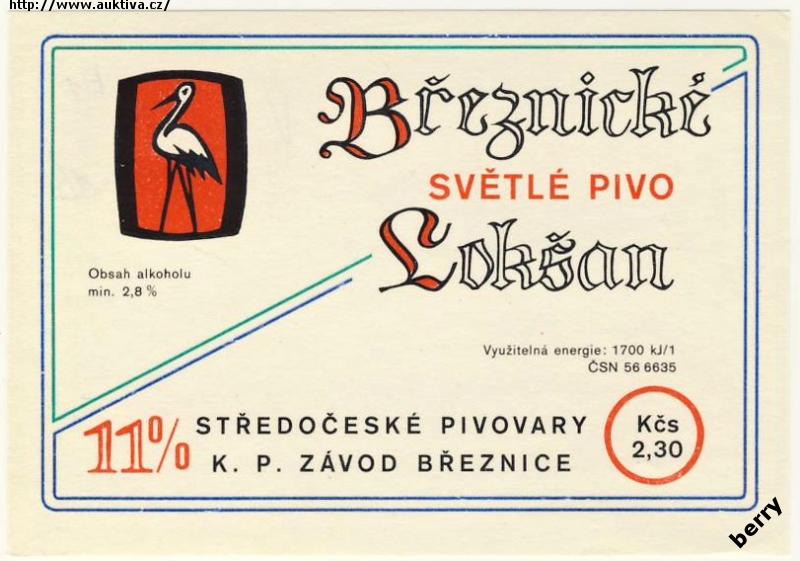 http://www.auktiva.cz/
Březnické
SVĚTLÉ PIVO
Lokšan
Obsah alkoholu
min. 2,8 %
Využitelná energie: 1700 kJ/1
ČSN 56 6635
11% STŘEDOČESKÉ PIVOVARY
K. P. ZÁVOD BŘEZNICE
Kčs
2,30
berry